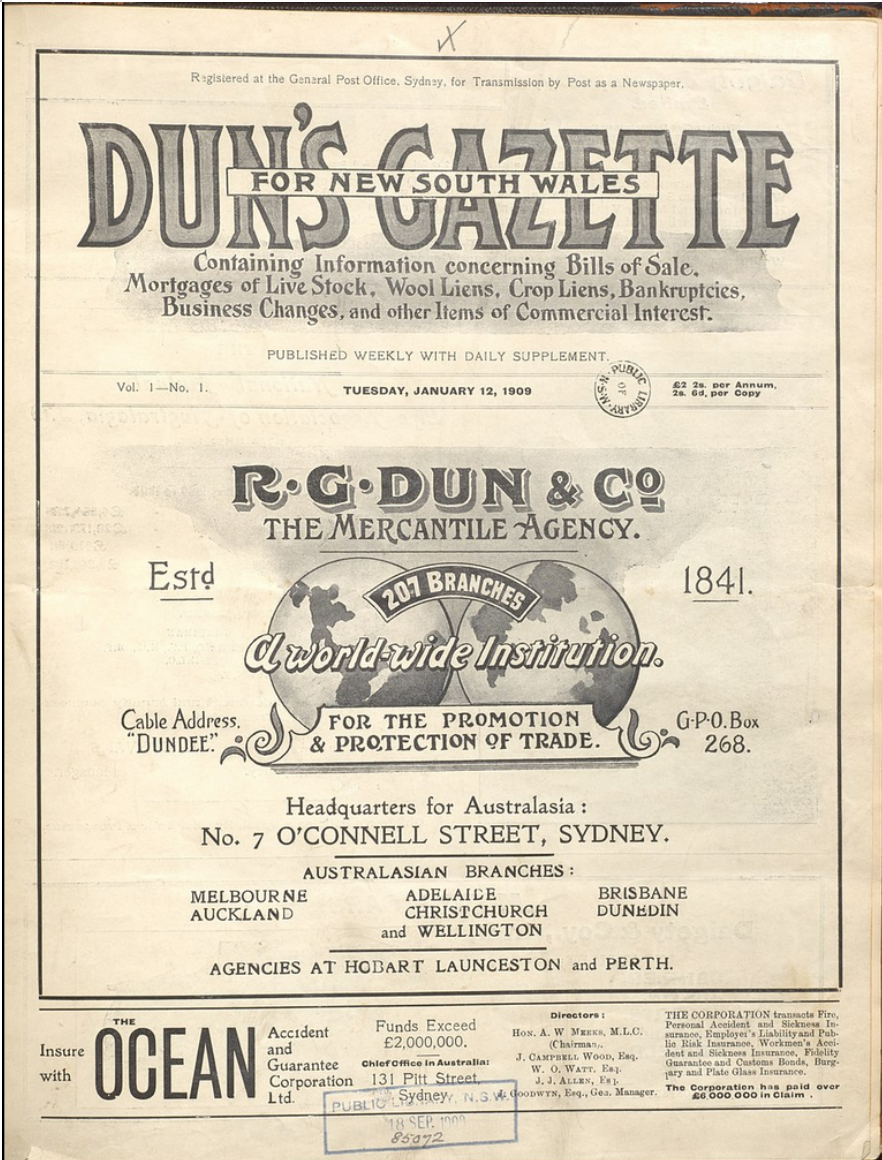 Registered at the General Post Office, Sydney, for Transmission by Post as a Newspaper.
DUN'S GAZETTE
FOR NEW SOUTH WALES
Containing Information concerning Bills of Sale,
Mortgages of Live Stock, Wool Liens, Crop Liens, Bankruptcies,
Business Changes, and other Items of Commercial Interest.
PUBLISHED WEEKLY WITH DAILY SUPPLEMENT.
Vol. 1—No. 1.
TUESDAY, JANUARY 12, 1909
PUBLIC LIBRARY OF N.S.W.
£2 2s. per Annum,
2s. 6d, per Copy
R·G·DUN & Co
THE MERCANTILE AGENCY.
Estd
1841.
207 BRANCHES
A world-wide Institution.
Cable Address,
"DUNDEE."
FOR THE PROMOTION
& PROTECTION OF TRADE.
G·P·O. Box
268.
Headquarters for Australasia :
No. 7 O'CONNELL STREET, SYDNEY.
AUSTRALASIAN BRANCHES :
MELBOURNE ADELAIDE BRISBANE
AUCKLAND CHRISTCHURCH DUNEDIN
and WELLINGTON
AGENCIES AT HOBART LAUNCESTON and PERTH.
Insure
with
THE
OCEAN
Accident
and
Guarantee
Corporation
Ltd.
Funds Exceed
£2,000,000.
Chief Office in Australia:
131 Pitt Street,
Sydney
Directors :
HON. A. W MEEKS, M.L.C.
(Chairman),
J. CAMPBELL WOOD, Esq.
W. O. WATT, Esq.
J. J. ALLEN, Esq.
GOODWYN, Esq., Gen. Manager.
THE CORPORATION transacts Fire,
Personal Accident and Sickness In-
surance, Employer's Liability and Pub-
lic Risk Insurance, Workmen's Acci-
dent and Sickness Insurance, Fidelity
Guarantee and Customs Bonds, Burg-
lary and Plate Glass Insurance.
The Corporation has paid over
£6 000 000 in Claim .
PUBLIC LIBRARY, N.S.W.
18 SEP. 1909
85072